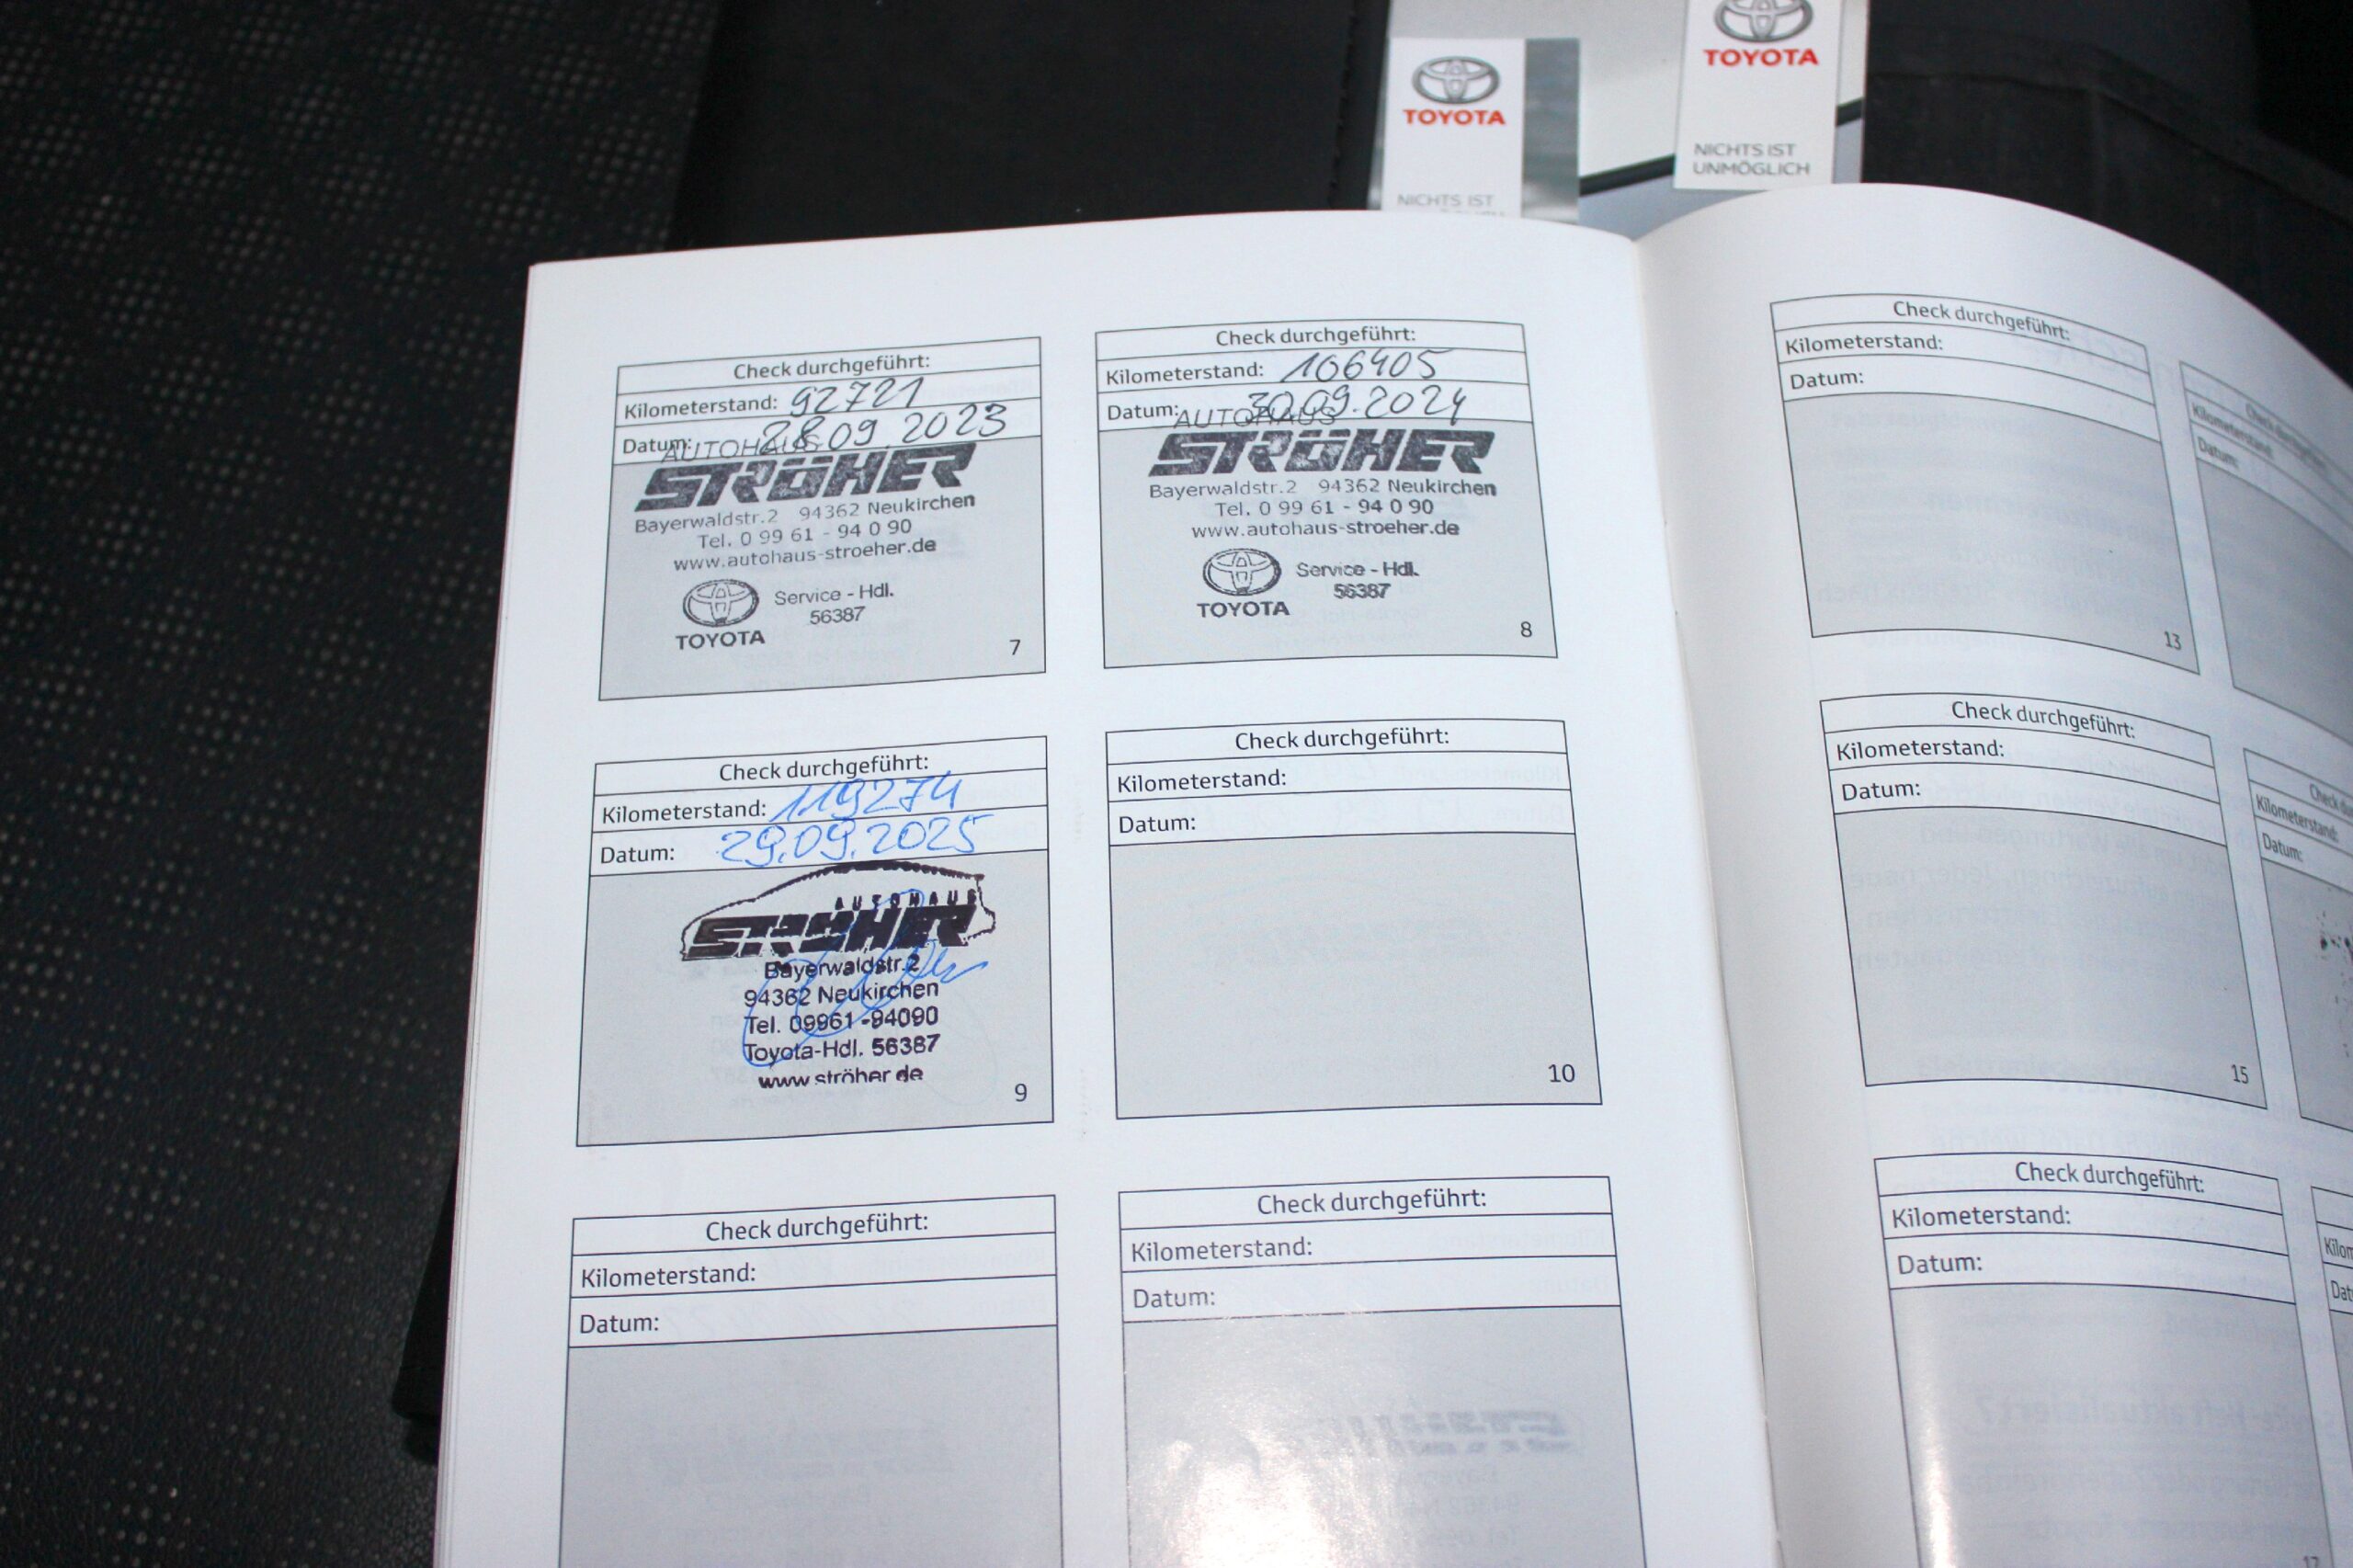 TOYOTA
NICHTS IST
TOYOTA
NICHTS IST
UNMÖGLICH
Check durchgeführt:
Kilometerstand: 92721
Datum: 28.09.2023
AUTOHAUS
STRÖHER
Bayerwaldstr.2 94362 Neukirchen
Tel. 0 99 61 - 94 0 90
www.autohaus-stroeher.de
Service - Hdl.
56387
TOYOTA
7
Check durchgeführt:
Kilometerstand: 106405
Datum: 30.09.2024
AUTOHAUS
STRÖHER
Bayerwaldstr.2 94362 Neukirchen
Tel. 0 99 61 - 94 0 90
www.autohaus-stroeher.de
Service - Hdl.
56387
TOYOTA
8
Check durchgeführt:
Kilometerstand: 119274
Datum: 29.09.2025
AUTOHAUS
STRÖHER
Bayerwaldstr.2
94362 Neukirchen
Tel. 09961-94090
Toyota-Hdl. 56387
www.ströher.de
9
Check durchgeführt:
Kilometerstand:
Datum:
10
Check durchgeführt:
Kilometerstand:
Datum:
Check durchgeführt:
Kilometerstand:
Datum:
Check durchgeführt:
Kilometerstand:
Datum:
13
Kilometerstand:
Datum:
Check durchgeführt:
Kilometerstand:
Datum:
15
Kilometerstand:
Datum:
Check durchgeführt:
Kilometerstand:
Datum: